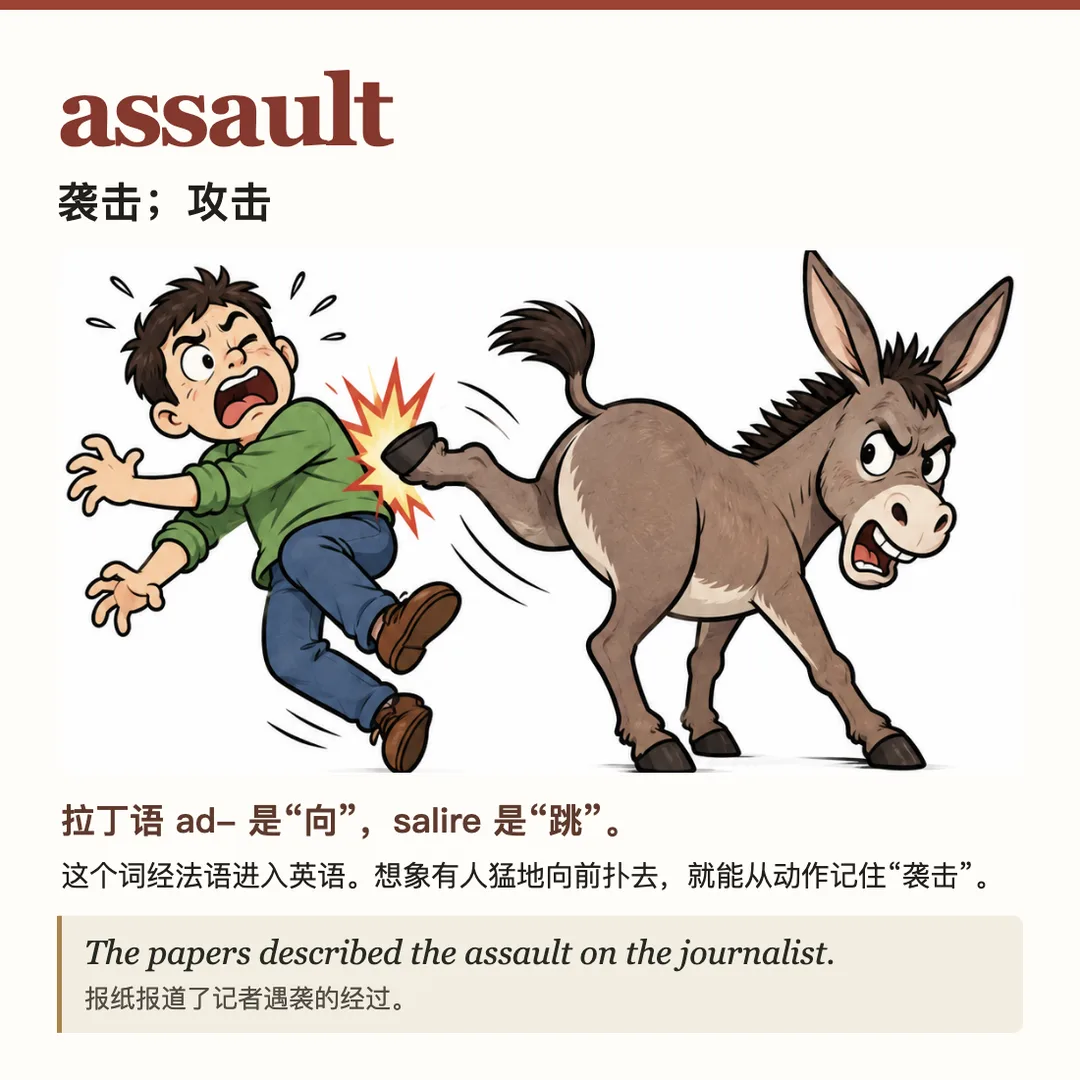 assault
袭击；攻击
拉丁语 ad– 是“向”，salire 是“跳”。
这个词经法语进入英语。想象有人猛地向前扑去，就能从动作记住“袭击”。
The papers described the assault on the journalist.
报纸报道了记者遇袭的经过。